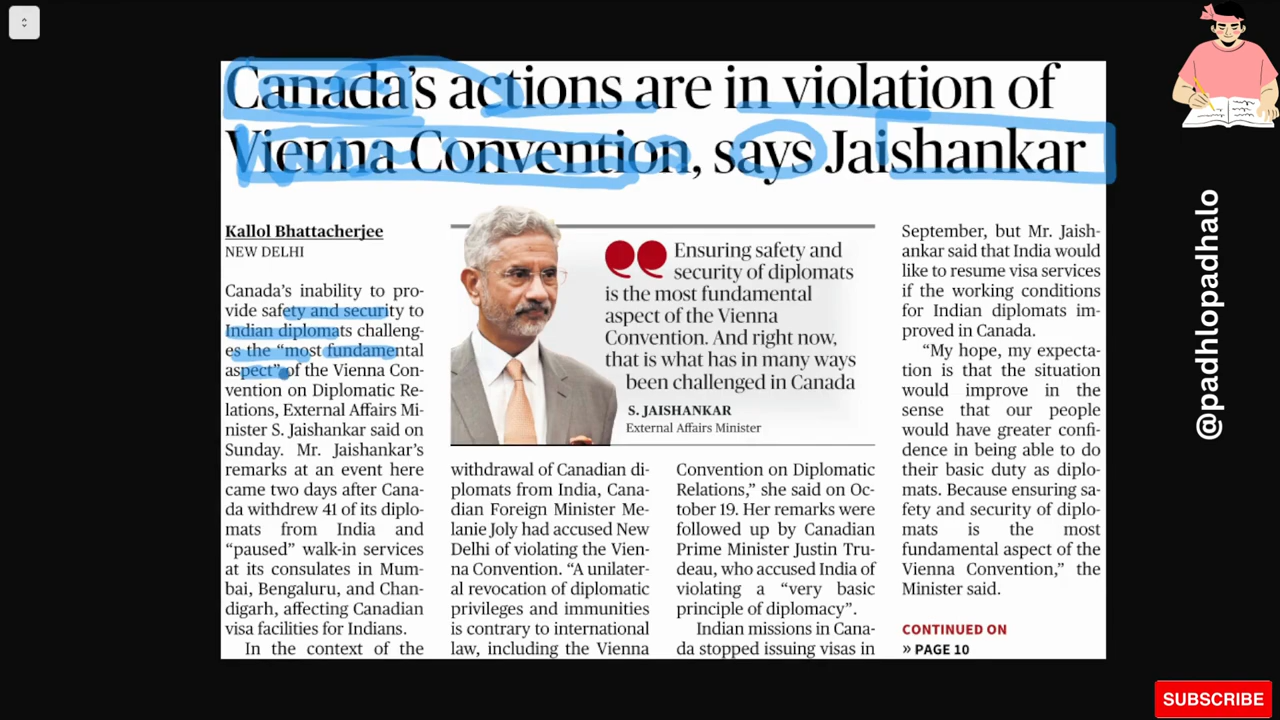 Canada's actions are in violation of
Vienna Convention, says Jaishankar
Kallol Bhattacherjee
NEW DELHI
Canada's inability to pro-
vide safety and security to
Indian diplomats challeng-
es the “most fundamental
aspect” of the Vienna Con-
vention on Diplomatic Re-
lations, External Affairs Mi-
nister S. Jaishankar said on
Sunday. Mr. Jaishankar's
remarks at an event here
came two days after Cana-
da withdrew 41 of its diplo-
mats from India and
“paused” walk-in services
at its consulates in Mum-
bai, Bengaluru, and Chan-
digarh, affecting Canadian
visa facilities for Indians.
In the context of the
Ensuring safety and
security of diplomats
is the most fundamental
aspect of the Vienna
Convention. And right now,
that is what has in many ways
been challenged in Canada
S. JAISHANKAR
External Affairs Minister
withdrawal of Canadian di-
plomats from India, Cana-
dian Foreign Minister Me-
lanie Joly had accused New
Delhi of violating the Vien-
na Convention. “A unilater-
al revocation of diplomatic
privileges and immunities
is contrary to international
law, including the Vienna
Convention on Diplomatic
Relations,” she said on Oc-
tober 19. Her remarks were
followed up by Canadian
Prime Minister Justin Tru-
deau, who accused India of
violating a “very basic
principle of diplomacy”.
Indian missions in Cana-
da stopped issuing visas in
September, but Mr. Jaish-
ankar said that India would
like to resume visa services
if the working conditions
for Indian diplomats im-
proved in Canada.
“My hope, my expecta-
tion is that the situation
would improve in the
sense that our people
would have greater confi-
dence in being able to do
their basic duty as diplo-
mats. Because ensuring sa-
fety and security of diplo-
mats is the most
fundamental aspect of the
Vienna Convention,” the
Minister said.
CONTINUED ON
» PAGE 10
@padhlopadhalo
SUBSCRIBE